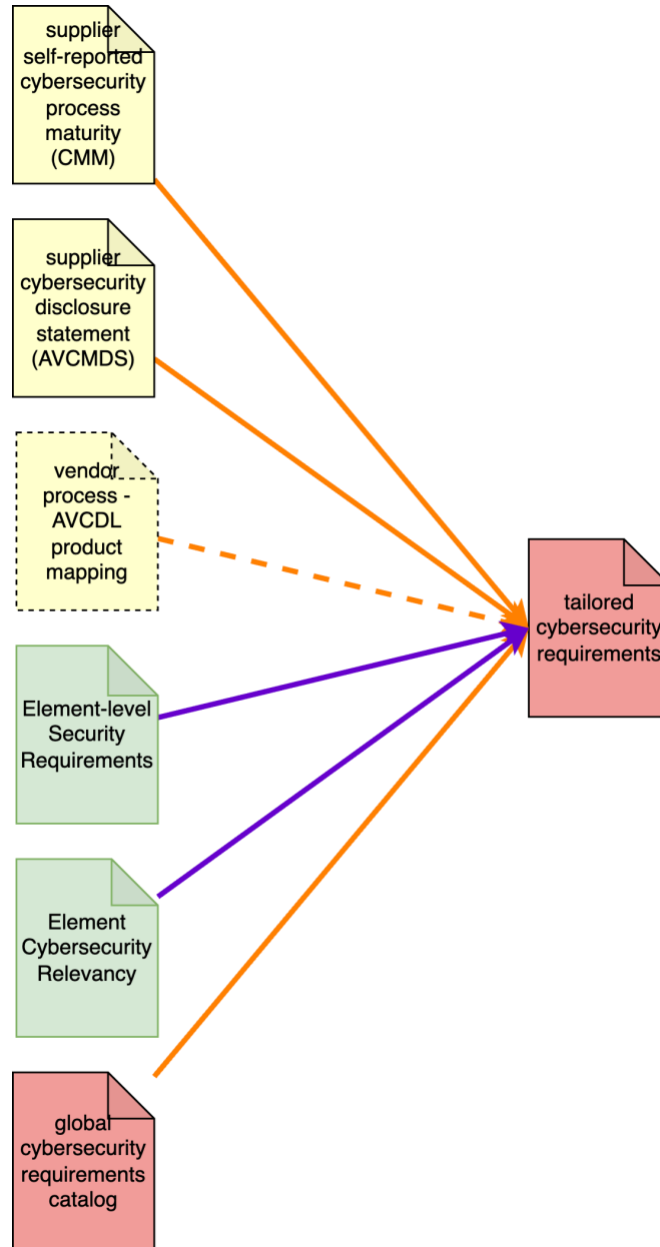 supplier
self-reported
cybersecurity
process
maturity
(CMM)
supplier
cybersecurity
disclosure
statement
(AVCMDS)
vendor
process -
AVCDL
product
mapping
tailored
cybersecurity
requirements
Element-level
Security
Requirements
Element
Cybersecurity
Relevancy
global
cybersecurity
requirements
catalog